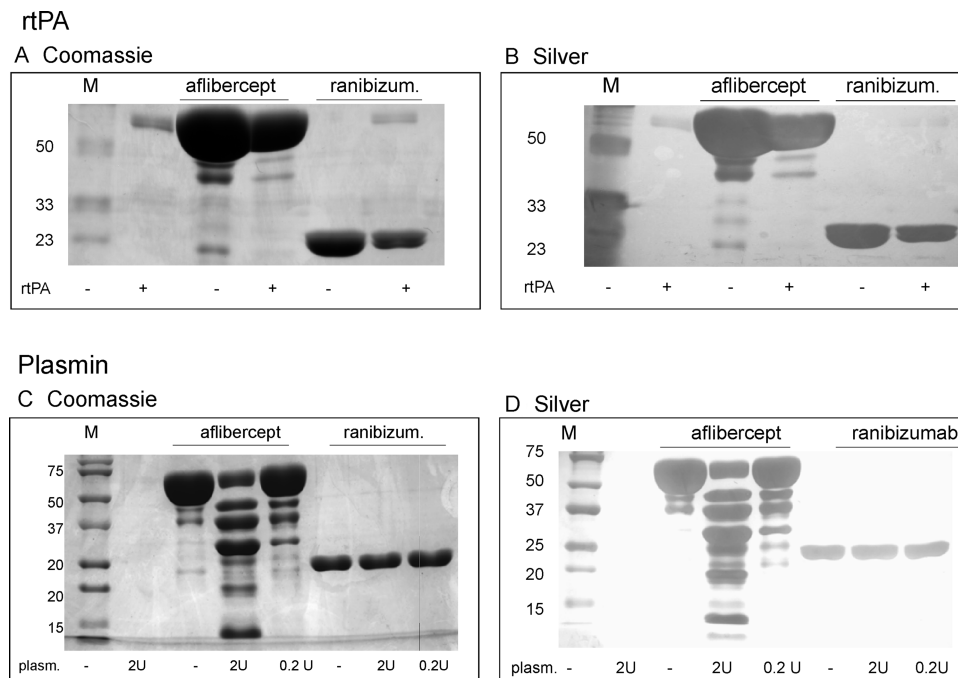 rtPA
A Coomassie
M aflibercept ranibizum.
50
33
23
rtPA - + - + - +
B Silver
M aflibercept ranibizum.
50
33
23
rtPA - + - + - +
Plasmin
C Coomassie
M aflibercept ranibizum.
75
50
37
20
20
15
plasm. - 2U - 2U 0.2 U - 2U 0.2U
D Silver
M aflibercept ranibizumab
75
50
37
25
20
15
plasm. - 2U - 2U 0.2 U - 2U 0.2U